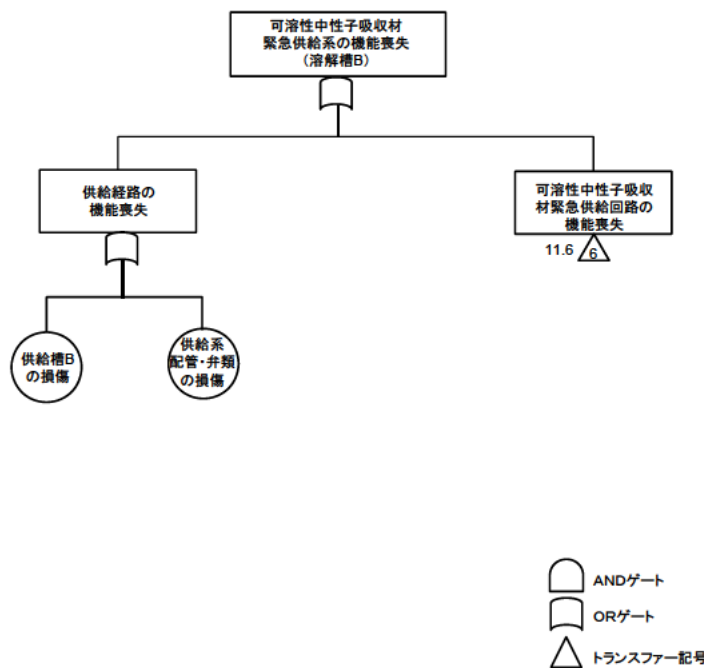 可溶性中性子吸収材
緊急供給系の機能喪失
(溶解槽B)
供給経路の
機能喪失
可溶性中性子吸収
材緊急供給回路の
機能喪失
11.6
6
供給槽B
の損傷
供給系
配管・弁類
の損傷
ANDゲート
ORゲート
トランスファー記号